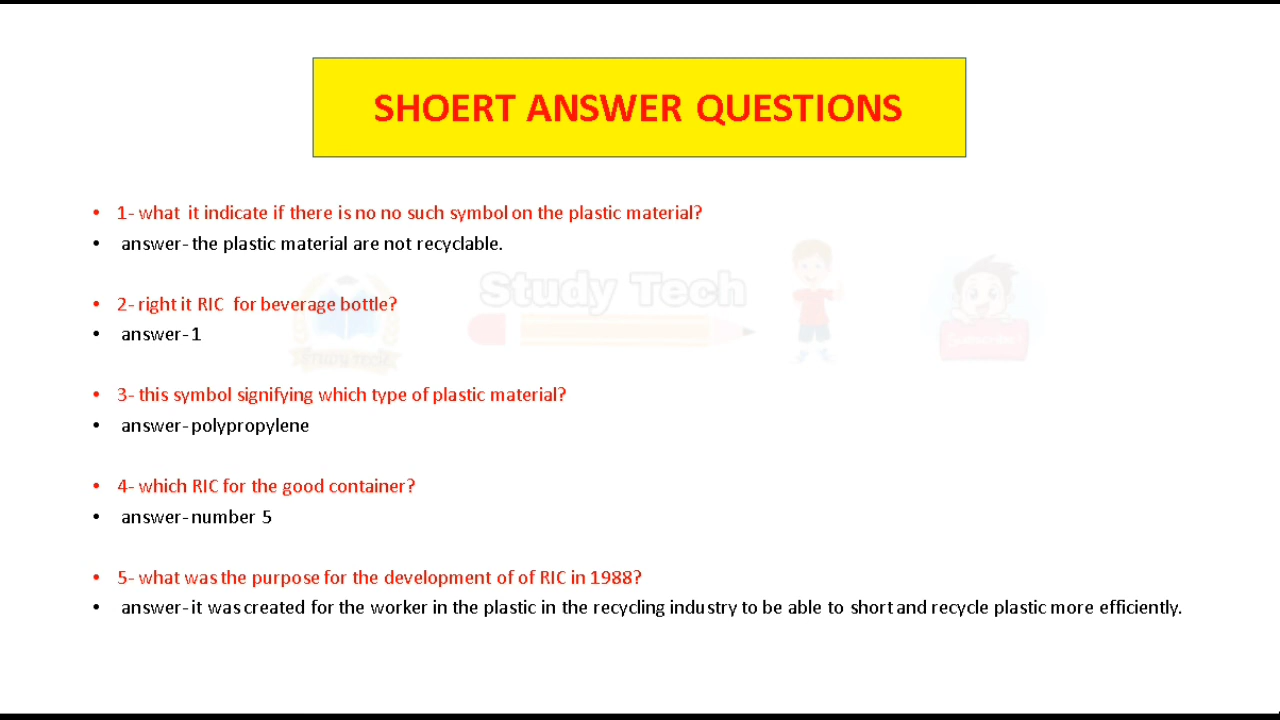 SHOERT ANSWER QUESTIONS
• 1- what it indicate if there is no no such symbol on the plastic material?
• answer- the plastic material are not recyclable.
• 2- right it RIC for beverage bottle?
• answer-1
• 3- this symbol signifying which type of plastic material?
• answer-polypropylene
• 4- which RIC for the good container?
• answer-number 5
• 5- what was the purpose for the development of of RIC in 1988?
• answer-it was created for the worker in the plastic in the recycling industry to be able to short and recycle plastic more efficiently.
Study Tech
Study Tech